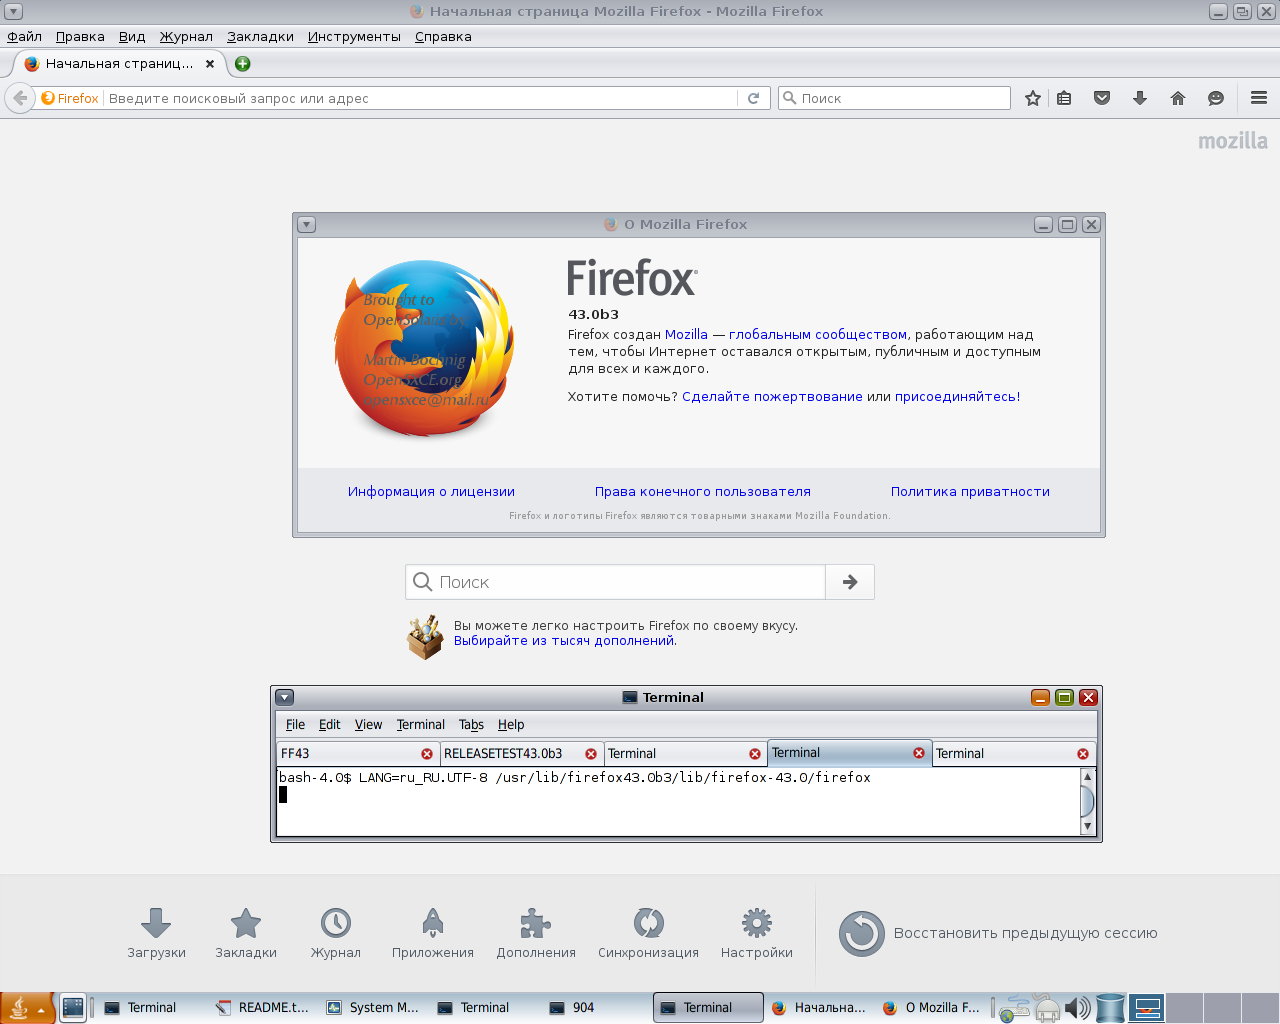 Начальная страница Mozilla Firefox - Mozilla Firefox
Файл Правка Вид Журнал Закладки Инструменты Справка
Начальная страниц...
Firefox Введите поисковый запрос или адрес Поиск
mozilla
О Mozilla Firefox
Brought to
OpenSolaris by
Martin Bochnig
OpenSXCE.org
opensxce@mail.ru
Firefox
43.0b3
Firefox создан Mozilla — глобальным сообществом, работающим над
тем, чтобы Интернет оставался открытым, публичным и доступным
для всех и каждого.
Хотите помочь? Сделайте пожертвование или присоединяйтесь!
Информация о лицензии Права конечного пользователя Политика приватности
Firefox и логотипы Firefox являются товарными знаками Mozilla Foundation.
Поиск
Вы можете легко настроить Firefox по своему вкусу.
Выбирайте из тысяч дополнений.
Terminal
File Edit View Terminal Tabs Help
FF43 RELEASETEST43.0b3 Terminal Terminal Terminal
bash-4.0$ LANG=ru_RU.UTF-8 /usr/lib/firefox43.0b3/lib/firefox-43.0/firefox
Загрузки Закладки Журнал Приложения Дополнения Синхронизация Настройки Восстановить предыдущую сессию
Terminal README.t... System M... Terminal 904 Terminal Начальна... О Mozilla F...